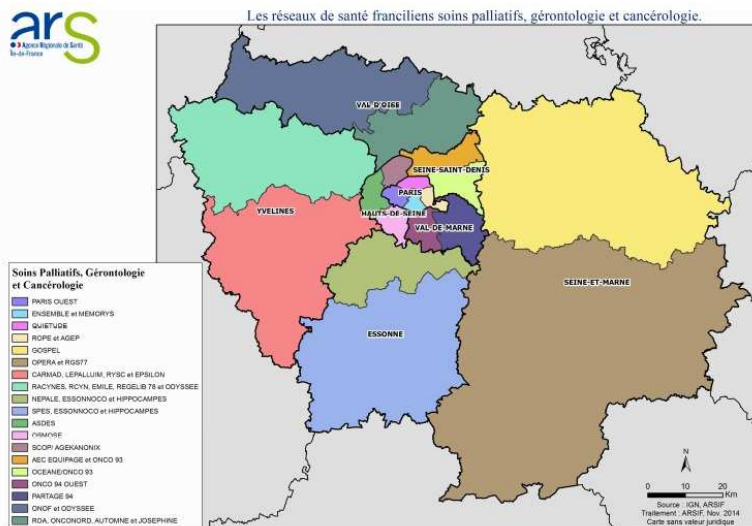 Les réseaux de santé franciliens soins palliatifs, gérontologie et cancérologie.
ars
Agence Régionale de Santé
Île-de-France
VAL-D'OISE
SEINE-SAINT-DENIS
PARIS
YVELINES
HAUTS-DE-SEINE
VAL-DE-MARNE
SEINE-ET-MARNE
ESSONNE
Soins Palliatifs, Gérontologie
et Cancérologie
PARIS OUEST
ENSEMBLE et MEMORYS
QUIETUDE
ROPE et AGEP
GOSPEL
OPERA et RGS77
CARMAD, LEPALLUIM, RYSC et EPSILON
RACYNES, RCYN, EMILE, REGELIB 78 et ODYSSEE
NEPALE, ESSONNOCO et HIPPOCAMPES
SPES, ESSONNOCO et HIPPOCAMPES
ASDES
OSMOSE
SCOP/ AGEKANONIX
AEC EQUIPAGE et ONCO 93
OCEANE/ONCO 93
ONCO 94 OUEST
PARTAGE 94
ONOF et ODYSSEE
ROA, ONCONORD, AUTOMNE et JOSEPHINE
N
0 10 20
Km
Source : IGN, ARSIF
Traitement : ARSIF, Nov. 2014
Carte sans valeur juridique